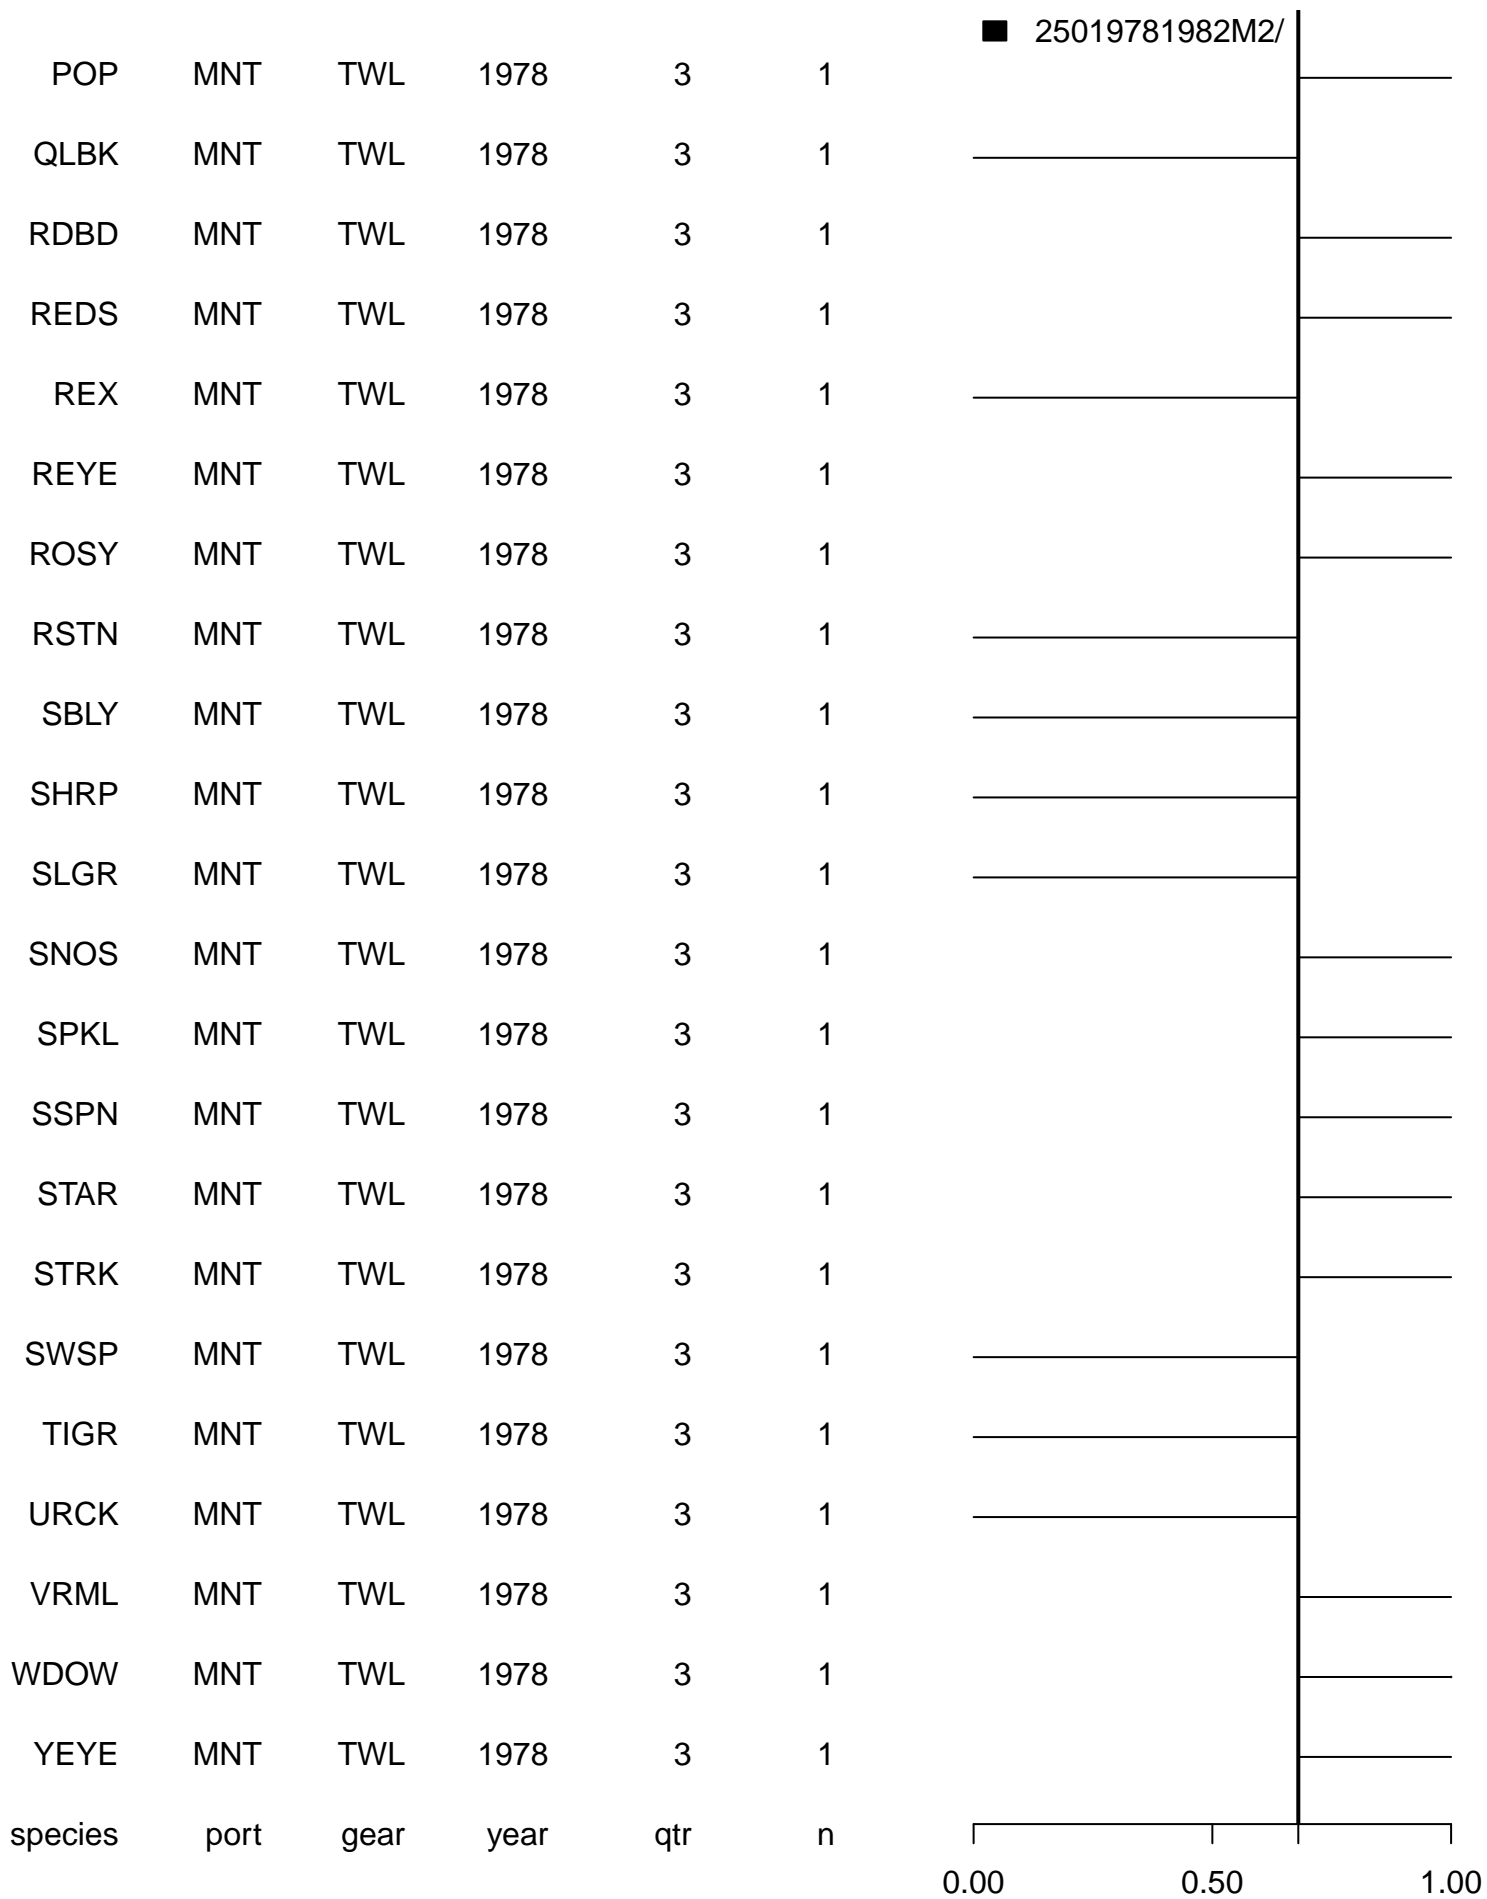 25019781982M2/
POP MNT TWL 1978 3 1
QLBK MNT TWL 1978 3 1
RDBD MNT TWL 1978 3 1
REDS MNT TWL 1978 3 1
REX MNT TWL 1978 3 1
REYE MNT TWL 1978 3 1
ROSY MNT TWL 1978 3 1
RSTN MNT TWL 1978 3 1
SBLY MNT TWL 1978 3 1
SHRP MNT TWL 1978 3 1
SLGR MNT TWL 1978 3 1
SNOS MNT TWL 1978 3 1
SPKL MNT TWL 1978 3 1
SSPN MNT TWL 1978 3 1
STAR MNT TWL 1978 3 1
STRK MNT TWL 1978 3 1
SWSP MNT TWL 1978 3 1
TIGR MNT TWL 1978 3 1
URCK MNT TWL 1978 3 1
VRML MNT TWL 1978 3 1
WDOW MNT TWL 1978 3 1
YEYE MNT TWL 1978 3 1
species port gear year qtr n
0.00 0.50 1.00